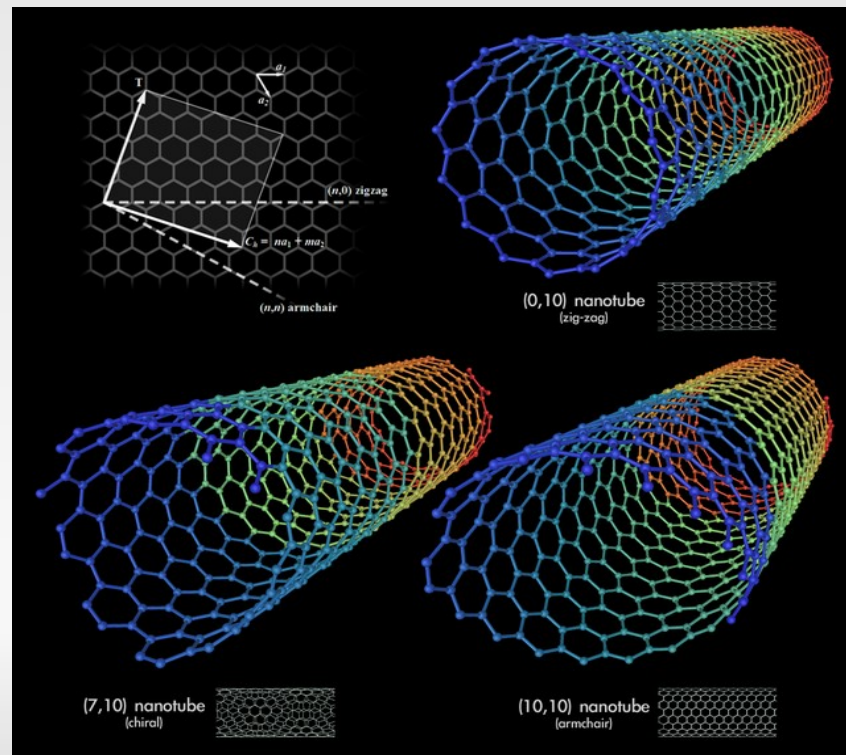 a1
a2
T
(n,0) zigzag
Ch = na1 + ma2
(n,n) armchair
(0,10) nanotube
(zig-zag)
(7,10) nanotube
(chiral)
(10,10) nanotube
(armchair)